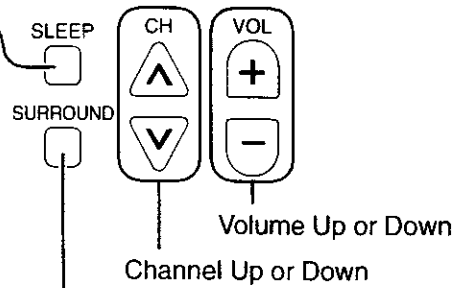 SLEEP
CH
VOL
+
SURROUND
−
Volume Up or Down
Channel Up or Down